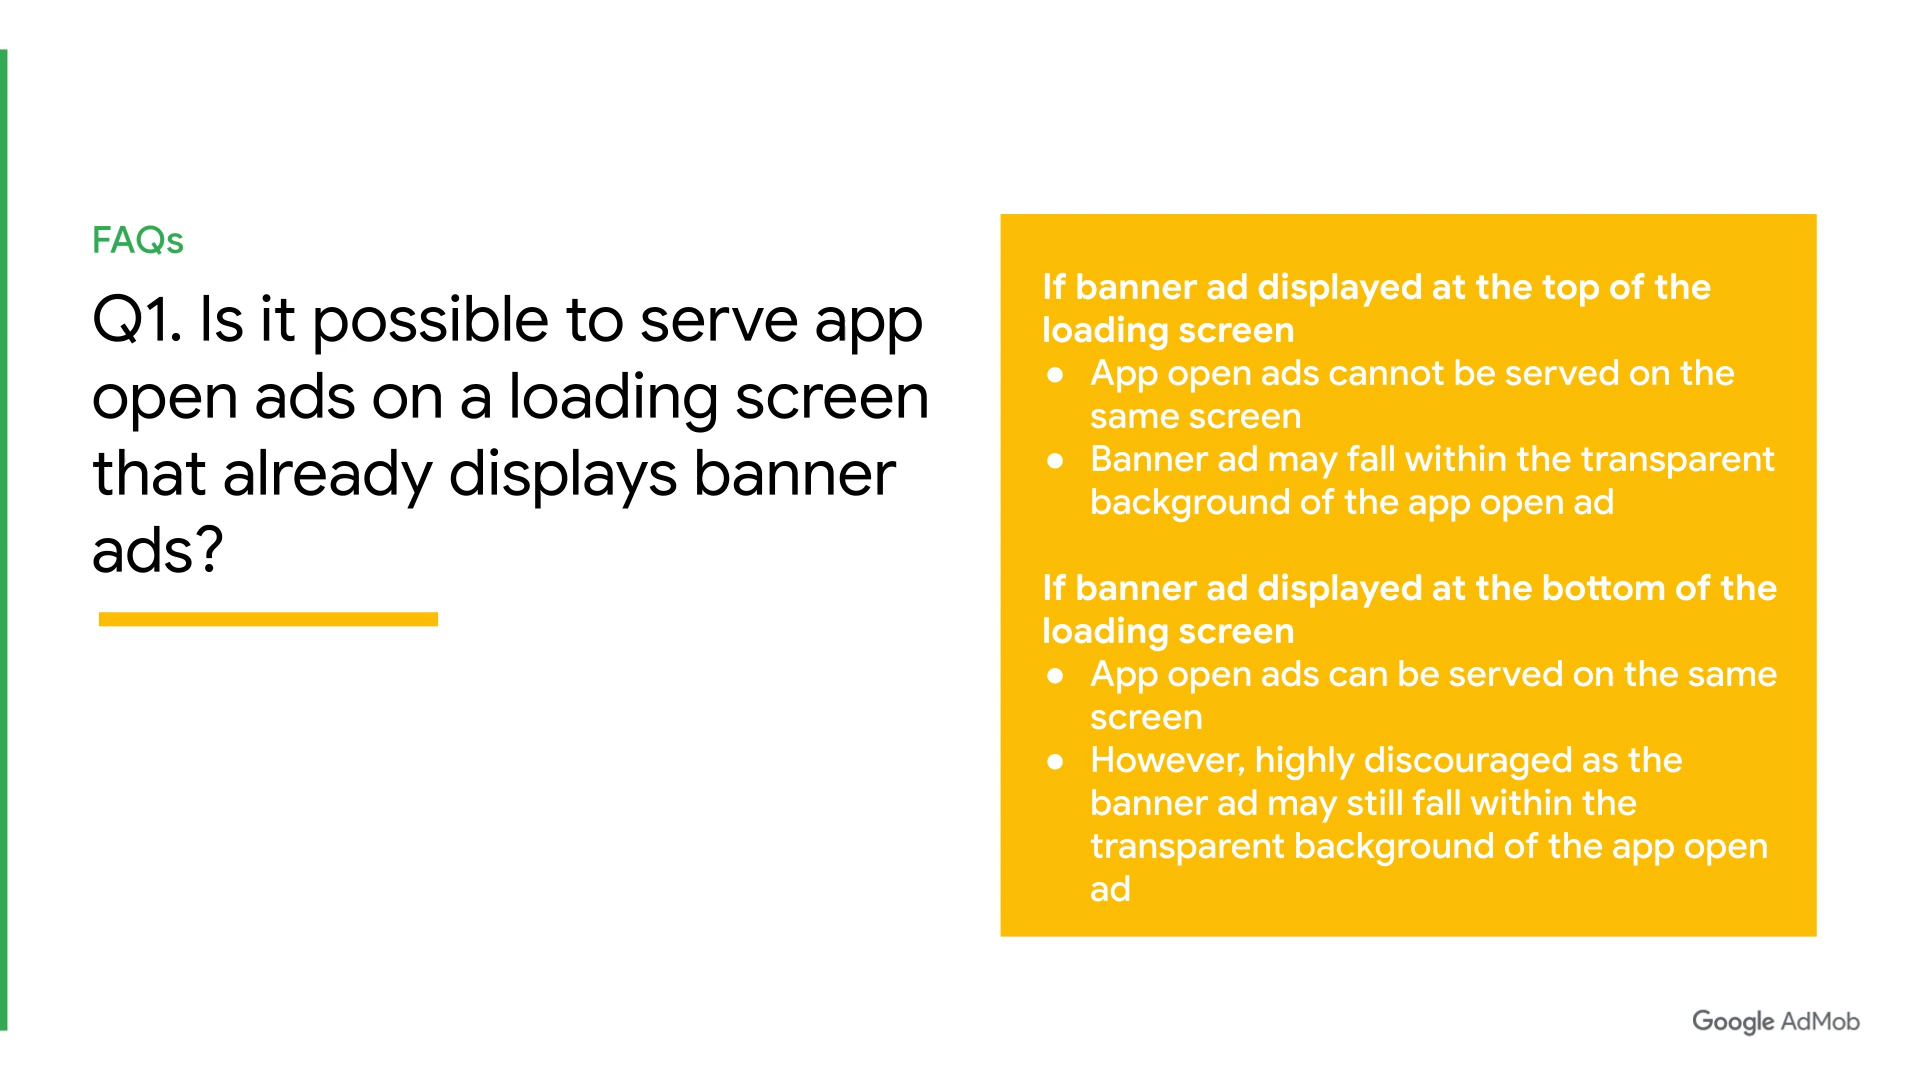 FAQs
Q1. Is it possible to serve app
open ads on a loading screen
that already displays banner
ads?
If banner ad displayed at the top of the
loading screen
● App open ads cannot be served on the
same screen
● Banner ad may fall within the transparent
background of the app open ad
If banner ad displayed at the bottom of the
loading screen
● App open ads can be served on the same
screen
● However, highly discouraged as the
banner ad may still fall within the
transparent background of the app open
ad
Google AdMob